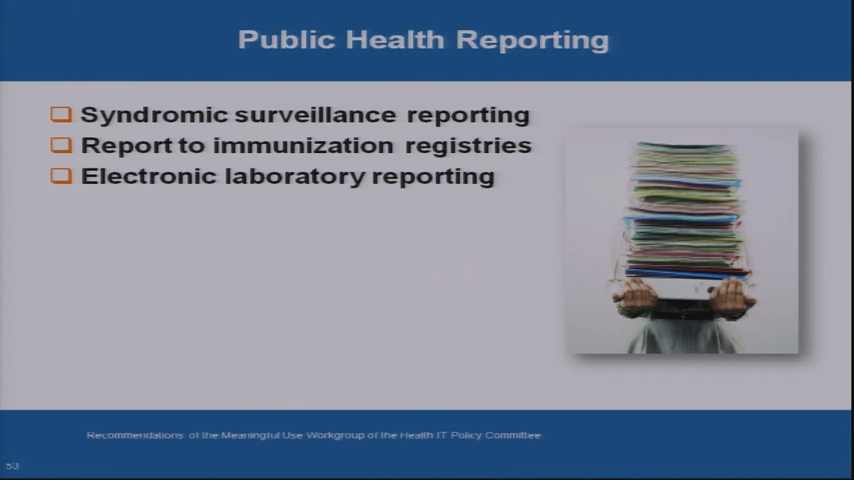 Public Health Reporting
Syndromic surveillance reporting
Report to immunization registries
Electronic laboratory reporting
Recommendations of the Meaningful Use Workgroup of the Health IT Policy Committee
53